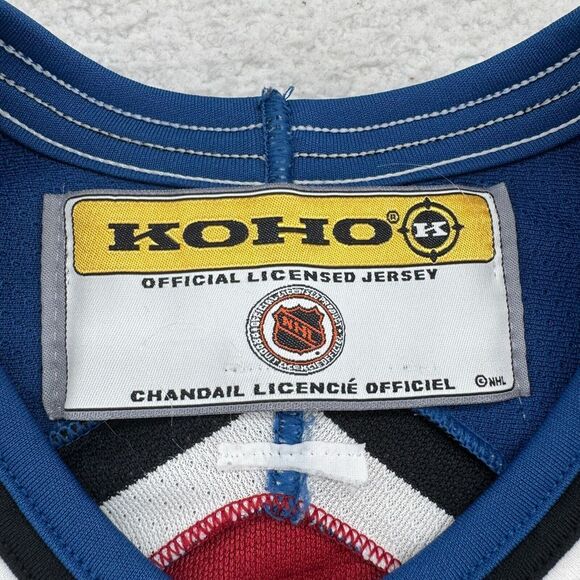 KOHO® K
OFFICIAL LICENSED JERSEY
NHL
CHANDAIL LICENCIÉ OFFICIEL ©NHL